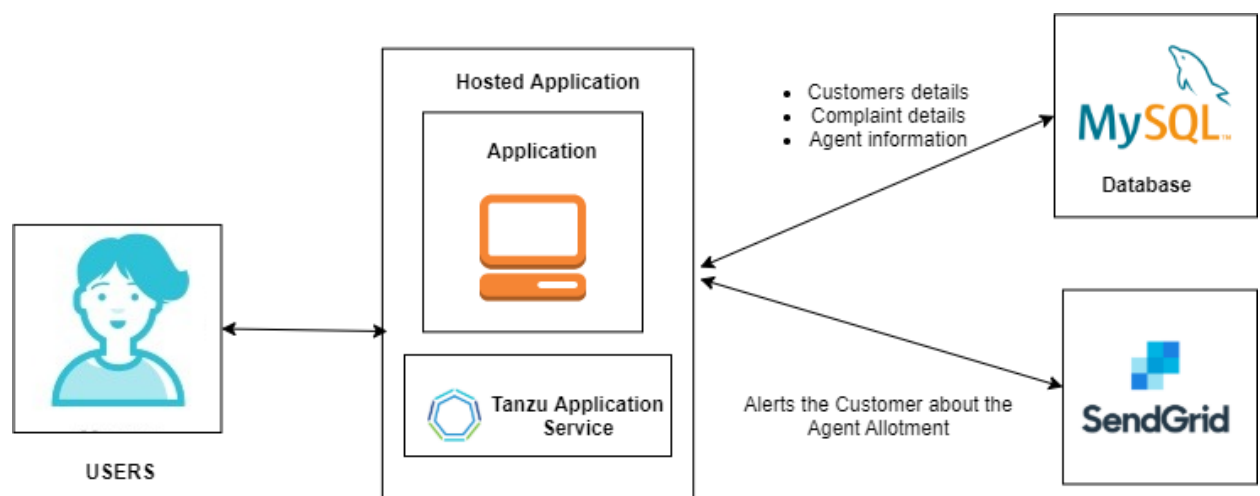 Hosted Application
Application
Tanzu Application
Service
USERS
• Customers details
• Complaint details
• Agent information
MySQL™
Database
Alerts the Customer about the
Agent Allotment
SendGrid